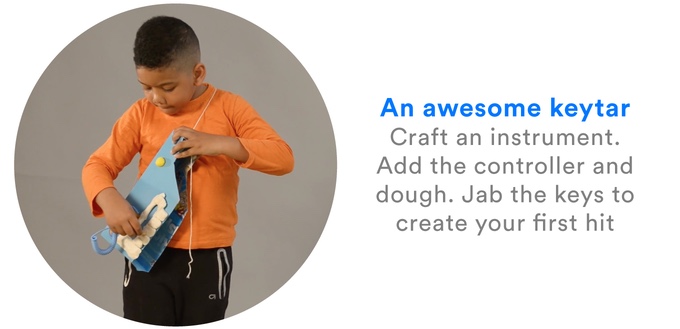 An awesome keytar
Craft an instrument.
Add the controller and
dough. Jab the keys to
create your first hit